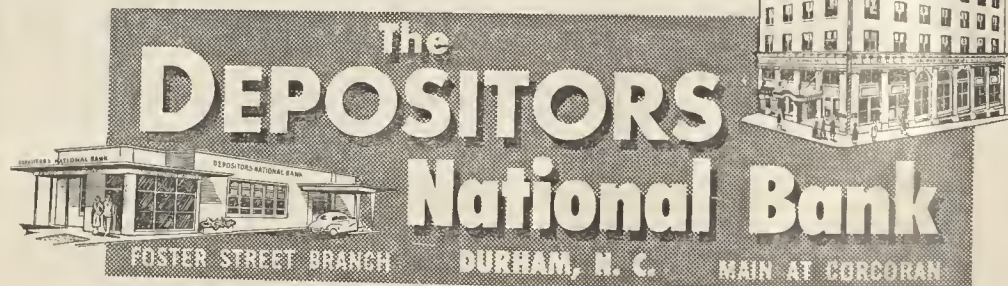 The
DEPOSITORS
National Bank
DEPOSITORS NATIONAL BANK
DEPOSITORS NATIONAL BANK
FOSTER STREET BRANCH
DURHAM, N. C.
MAIN AT CORCORAN